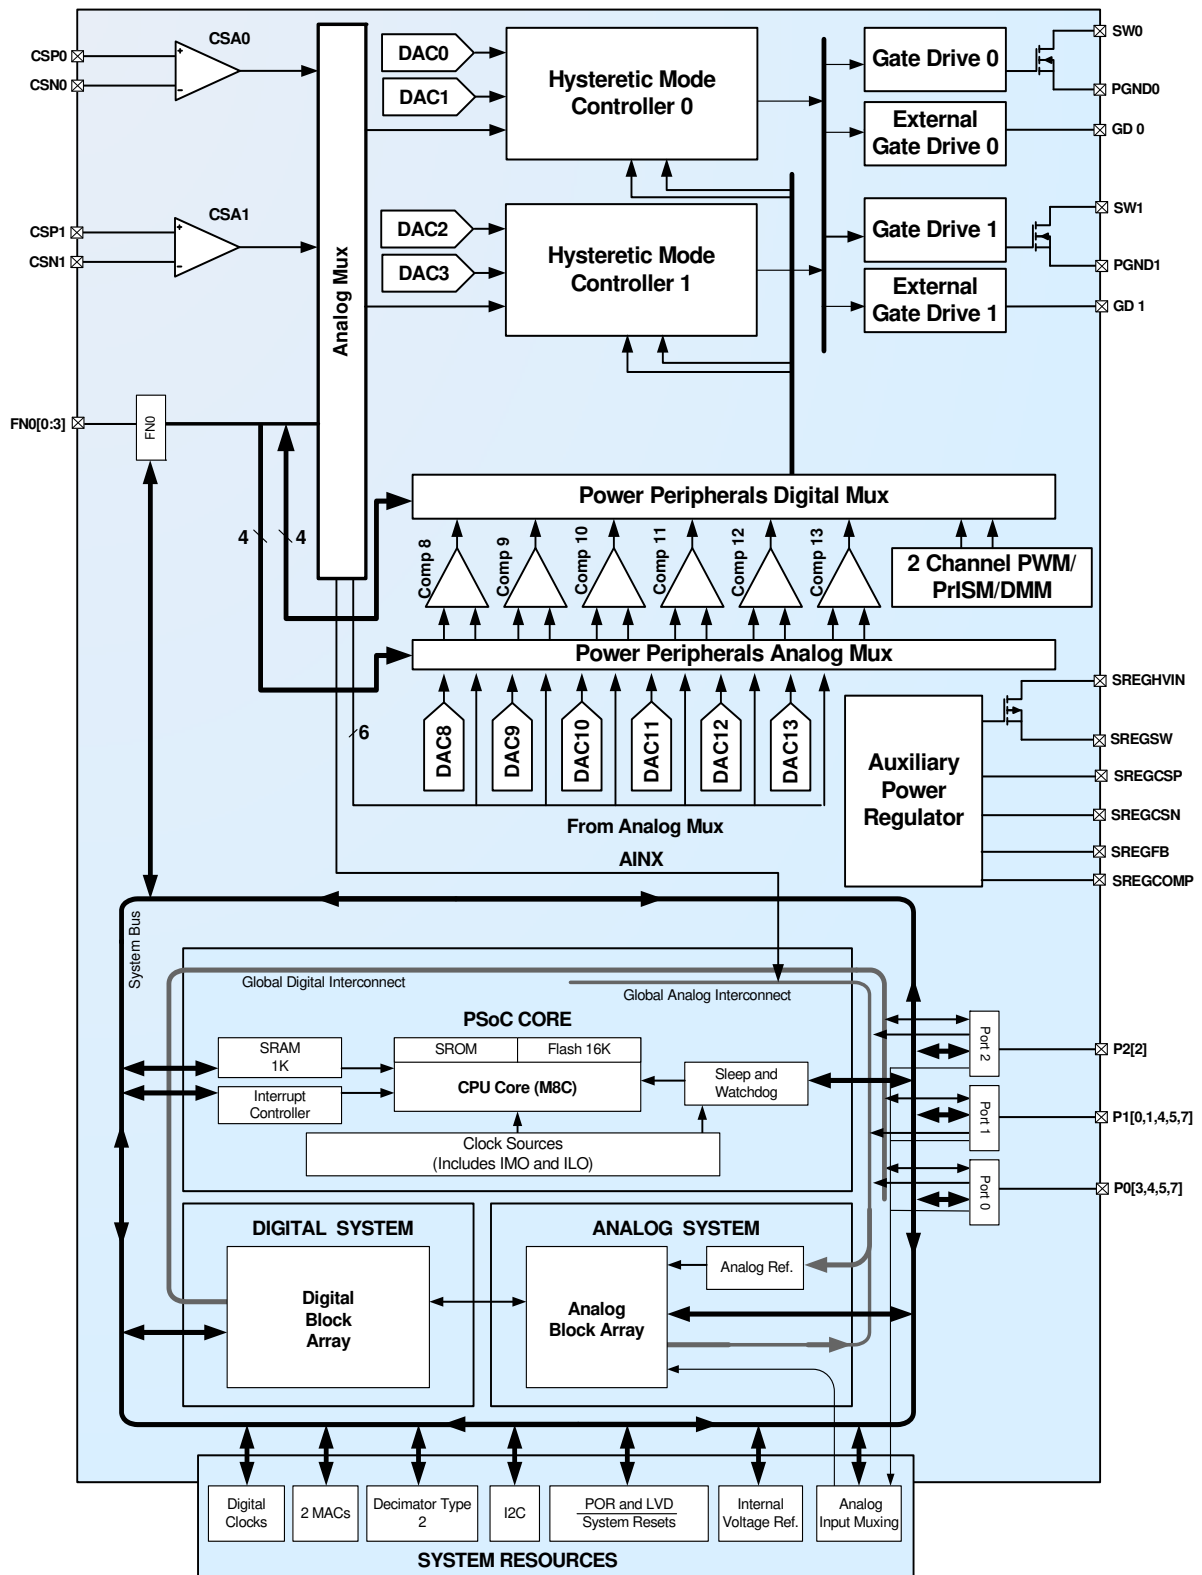 CSP0
CSN0
CSA0
DAC0
DAC1
Hysteretic Mode
Controller 0
Gate Drive 0
External
Gate Drive 0
SW0
PGND0
GD 0
CSP1
CSN1
CSA1
Analog Mux
DAC2
DAC3
Hysteretic Mode
Controller 1
Gate Drive 1
External
Gate Drive 1
SW1
PGND1
GD 1
FN0[0:3]
FN0
4
4
Power Peripherals Digital Mux
Comp 8
Comp 9
Comp 10
Comp 11
Comp 12
Comp 13
2 Channel PWM/
PrISM/DMM
Power Peripherals Analog Mux
6
DAC8
DAC9
DAC10
DAC11
DAC12
DAC13
From Analog Mux
AINX
Auxiliary
Power
Regulator
SREGHVIN
SREGSW
SREGCSP
SREGCSN
SREGFB
SREGCOMP
System Bus
Global Digital Interconnect
Global Analog Interconnect
PSoC CORE
SRAM
1K
SROM
Flash 16K
CPU Core (M8C)
Interrupt
Controller
Sleep and
Watchdog
Clock Sources
(Includes IMO and ILO)
Port 2
P2[2]
Port 1
P1[0,1,4,5,7]
Port 0
P0[3,4,5,7]
DIGITAL SYSTEM
Digital
Block
Array
ANALOG SYSTEM
Analog
Block Array
Analog Ref.
Digital
Clocks
2 MACs
Decimator Type
2
I2C
POR and LVD
System Resets
Internal
Voltage Ref.
Analog
Input Muxing
SYSTEM RESOURCES